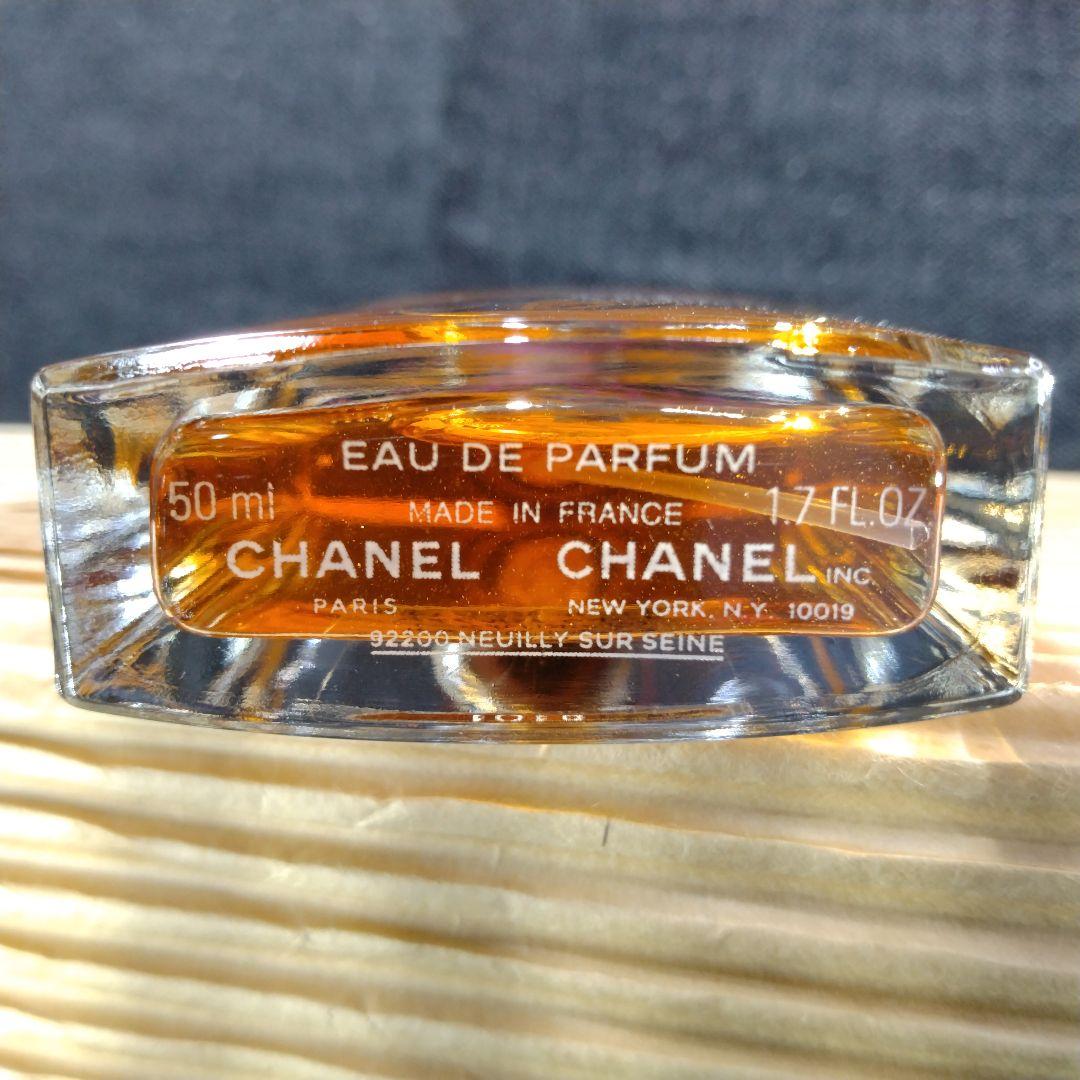 EAU DE PARFUM
50 ml MADE IN FRANCE 1.7 FL.OZ
CHANEL CHANEL INC
PARIS NEW YORK, N.Y. 10019
92200 NEUILLY SUR SEINE